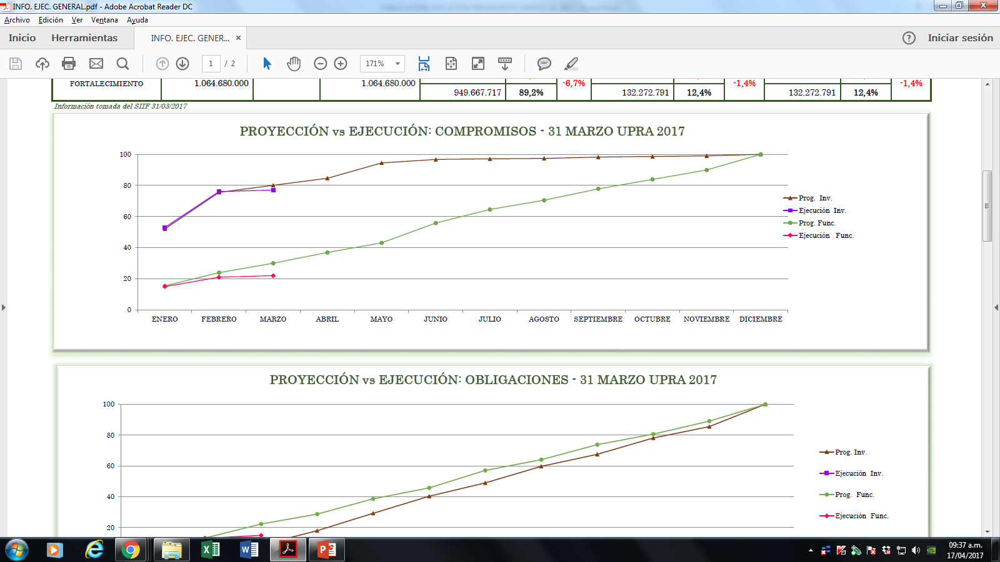 INFO. EJEC. GENERAL.pdf - Adobe Acrobat Reader DC
Archivo Edición Ver Ventana Ayuda
Inicio Herramientas INFO. EJEC. GENER... × ? Iniciar sesión
1 / 2 171%
FORTALECIMIENTO 1.064.680.000 1.064.680.000 -6,7% -1,4% -1,4%
949.667.717 89,2% 132.272.791 12,4% 132.272.791 12,4%
Información tomada del SIIF 31/03/2017
PROYECCIÓN vs EJECUCIÓN: COMPROMISOS - 31 MARZO UPRA 2017
100
80
60
40
20
0
ENERO FEBRERO MARZO ABRIL MAYO JUNIO JULIO AGOSTO SEPTIEMBRE OCTUBRE NOVIEMBRE DICIEMBRE
Prog. Inv.
Ejecución Inv.
Prog. Func.
Ejecución Func.
PROYECCIÓN vs EJECUCIÓN: OBLIGACIONES - 31 MARZO UPRA 2017
100
80
60
40
20
Prog. Inv.
Ejecución Inv.
Prog. Func.
Ejecución Func.
09:37 a.m.
17/04/2017